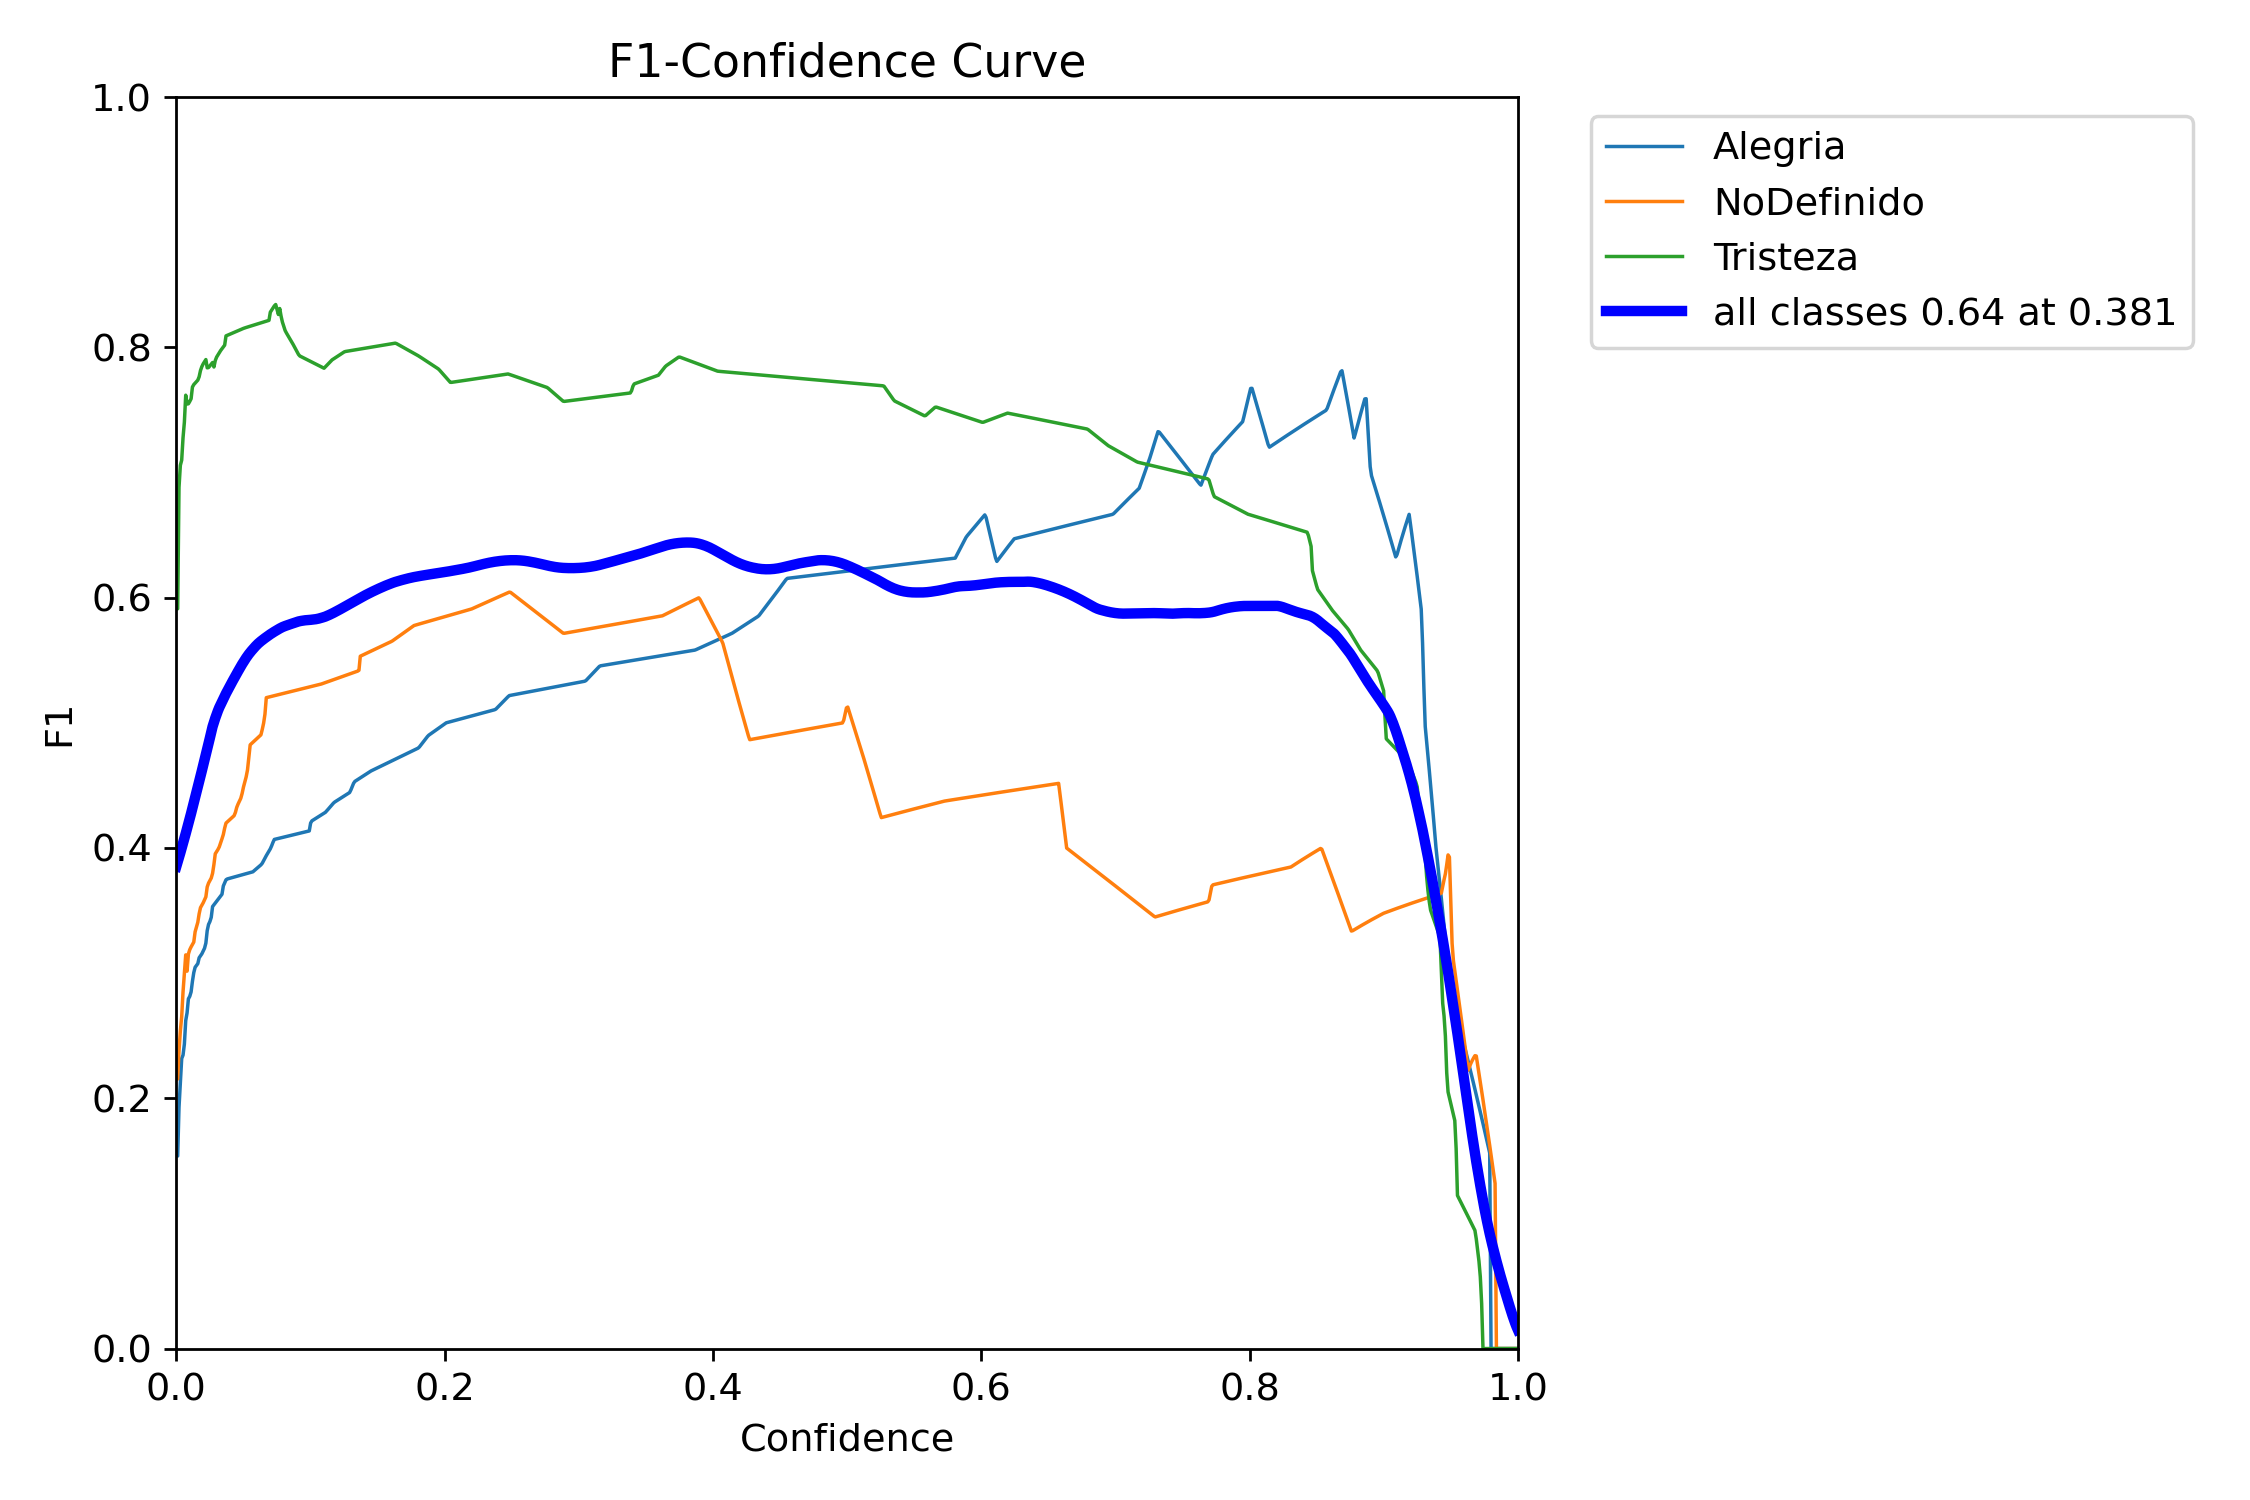 F1-Confidence Curve
1.0
0.8
0.6
0.4
0.2
0.0
F1
0.0 0.2 0.4 0.6 0.8 1.0
Confidence
Alegria
NoDefinido
Tristeza
all classes 0.64 at 0.381